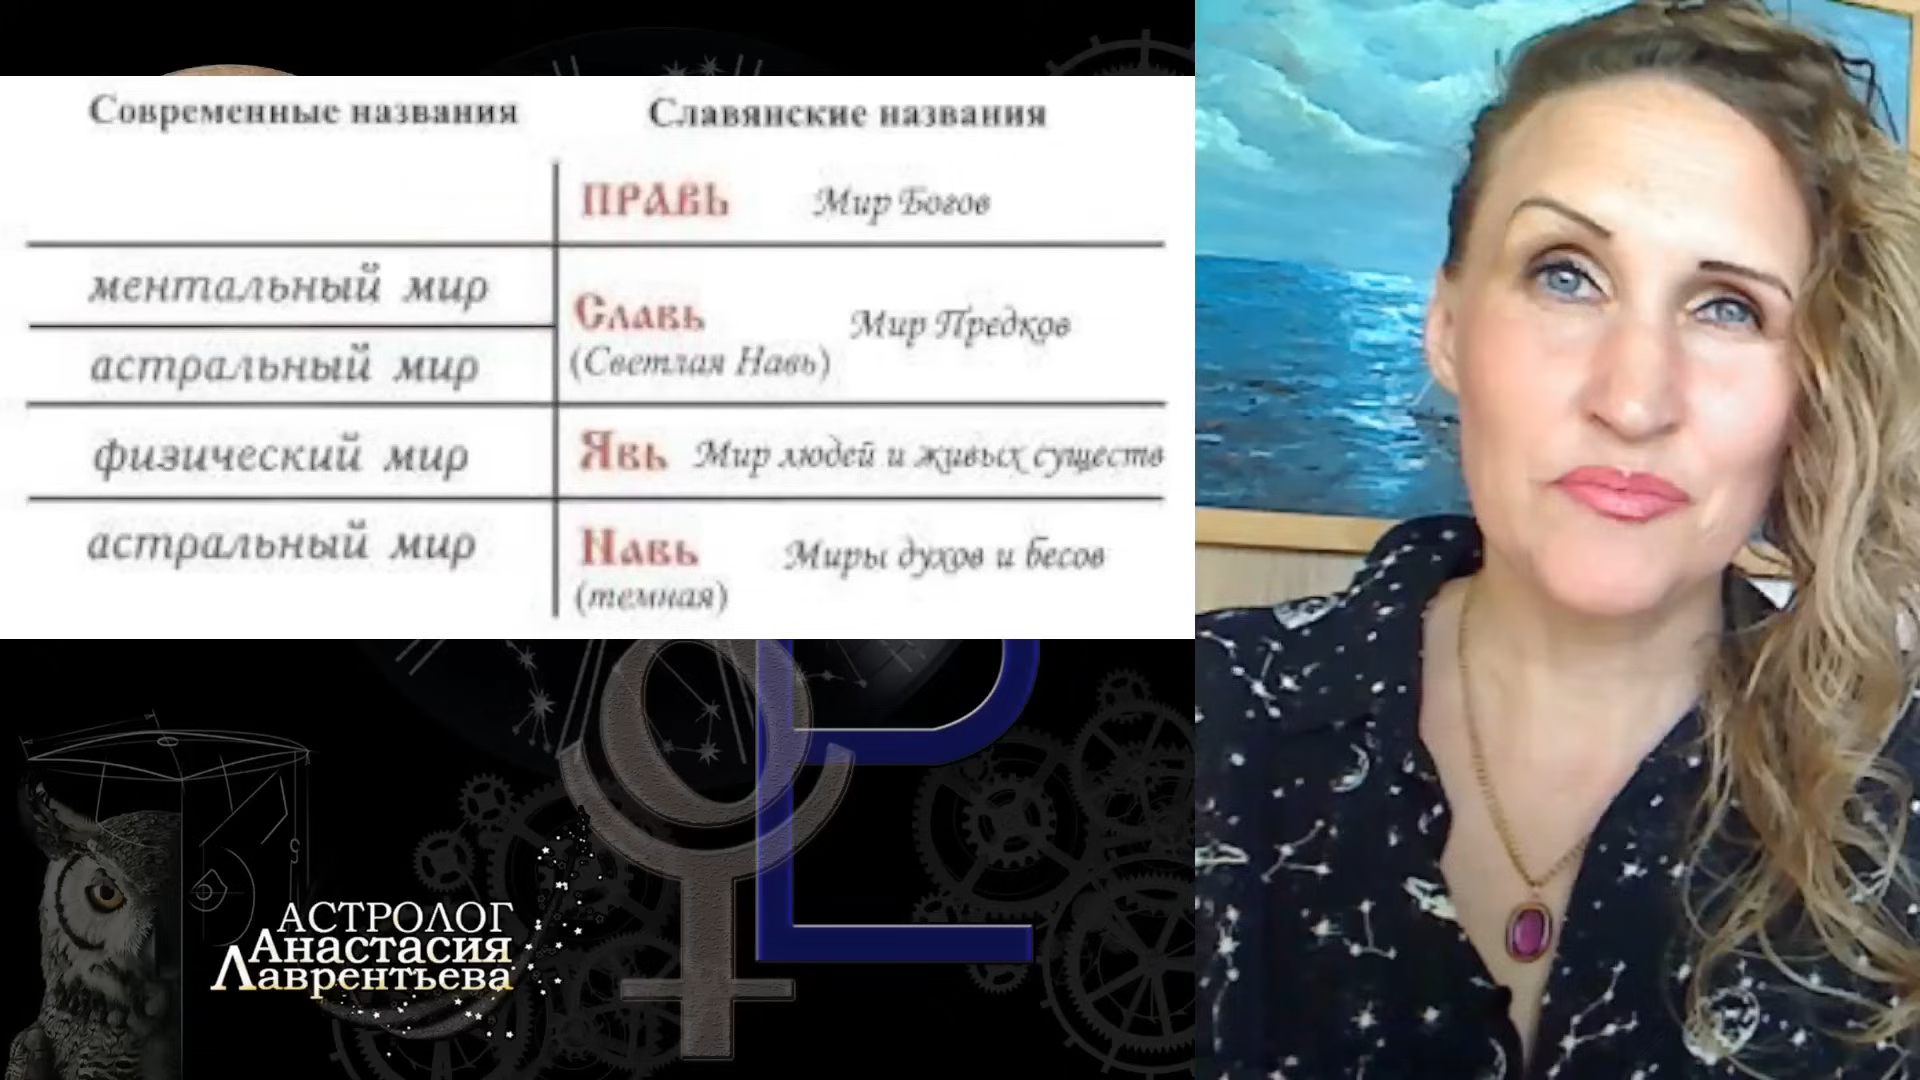 Современные названия
Славянские названия
ПРАВЬ Мир Богов
ментальный мир
Славь Мир Предков
(Светлая Навь)
астральный мир
физический мир
Явь Мир людей и живых существ
астральный мир
Навь Миры духов и бесов
(темная)
АСТРОЛОГ
Анастасия
Лаврентьева